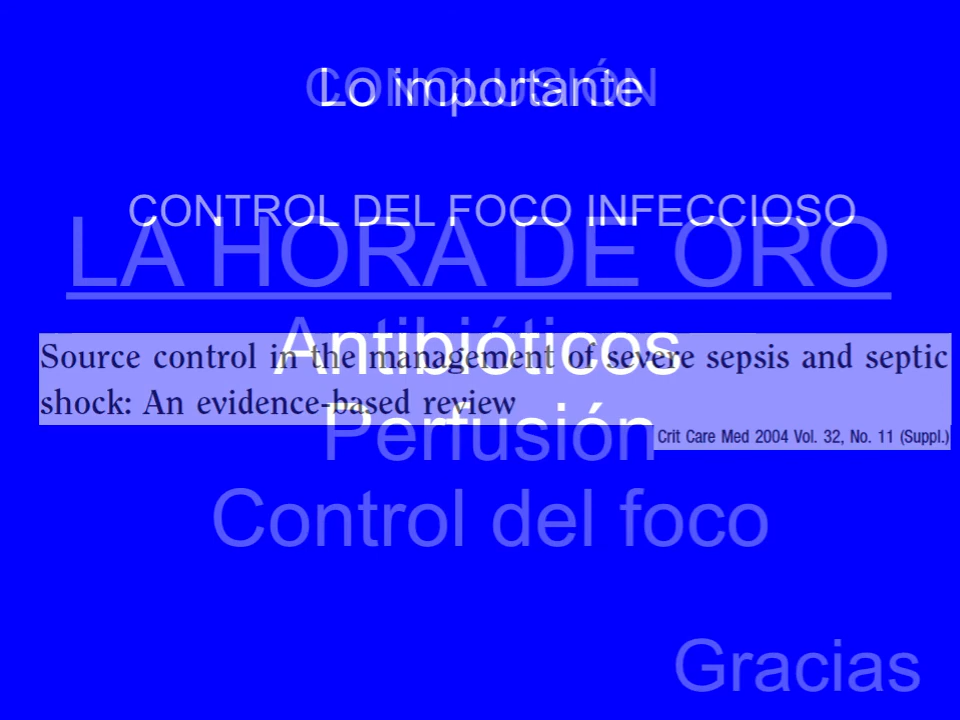 Lo importante
CONCLUSIÓN
CONTROL DEL FOCO INFECCIOSO
LA HORA DE ORO
Antibióticos
Source control in the management of severe sepsis and septic
shock: An evidence-based review
Perfusión
Crit Care Med 2004 Vol. 32, No. 11 (Suppl.)
Control del foco
Gracias